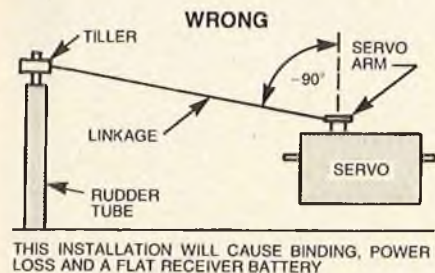 WRONG
TILLER
SERVO
ARM
-90°
LINKAGE
SERVO
RUDDER
TUBE
THIS INSTALLATION WILL CAUSE BINDING, POWER
LOSS AND A FLAT RECEIVER BATTERY